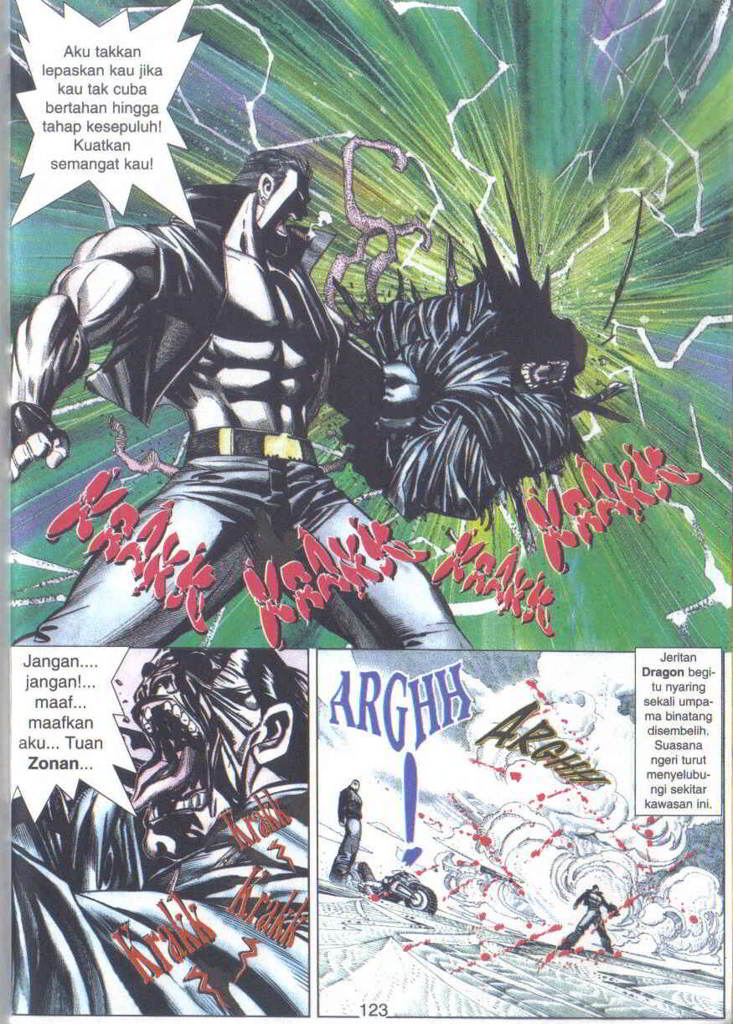 Aku takkan
lepaskan kau jika
kau tak cuba
bertahan hingga
tahap kesepuluh!
Kuatkan
semangat kau!
KRAKK
KRAKK
KRAKK
KRAKK
Jangan....
jangan!...
maaf...
maafkan
aku... Tuan
Zonan...
Krakk
Krakk
Krakk
ARGHH
!
ARGHH
Jeritan
Dragon begi-
tu nyaring
sekali umpa-
ma binatang
disembelih.
Suasana
ngeri turut
menyelubu-
ngi sekitar
kawasan ini.
123